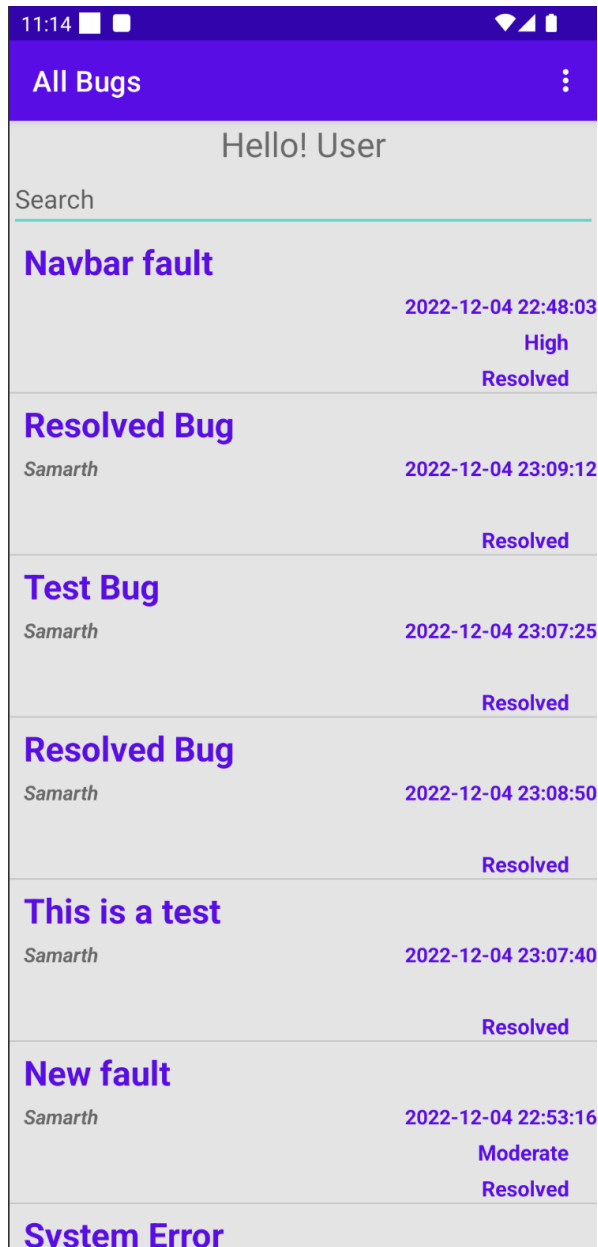 11:14
All Bugs
Hello! User
Search
Navbar fault
2022-12-04 22:48:03
High
Resolved
Resolved Bug
Samarth 2022-12-04 23:09:12
Resolved
Test Bug
Samarth 2022-12-04 23:07:25
Resolved
Resolved Bug
Samarth 2022-12-04 23:08:50
Resolved
This is a test
Samarth 2022-12-04 23:07:40
Resolved
New fault
Samarth 2022-12-04 22:53:16
Moderate
Resolved
System Error